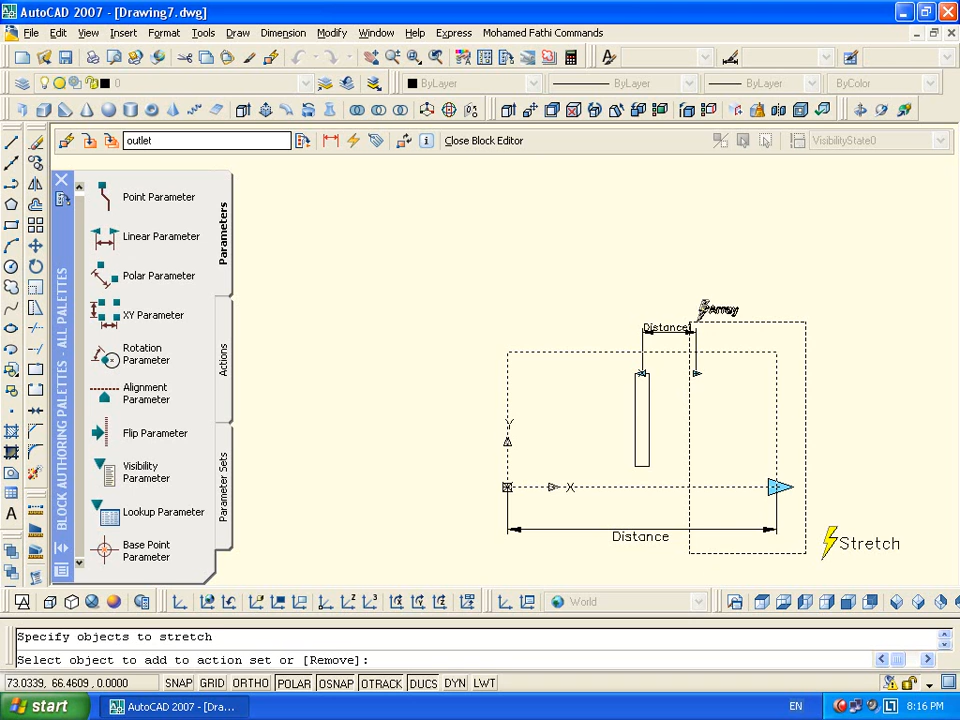 AutoCAD 2007 - [Drawing7.dwg]
File Edit View Insert Format Tools Draw Dimension Modify Window Help Express Mohamed Fathi Commands
0 ByLayer ByLayer ByLayer ByColor
outlet Close Block Editor VisibilityState0
Point Parameter
Linear Parameter
Polar Parameter
XY Parameter
Rotation
Parameter
Alignment
Parameter
Flip Parameter
Visibility
Parameter
Lookup Parameter
Base Point
Parameter
Parameters
Actions
Parameter Sets
BLOCK AUTHORING PALETTES - ALL PALETTES
Array
Distance
Y
X
Distance
Stretch
World
Specify objects to stretch
Select object to add to action set or [Remove]:
73.0339, 66.4609, 0.0000 SNAP GRID ORTHO POLAR OSNAP OTRACK DUCS DYN LWT
start AutoCAD 2007 - [Dra... EN 8:16 PM